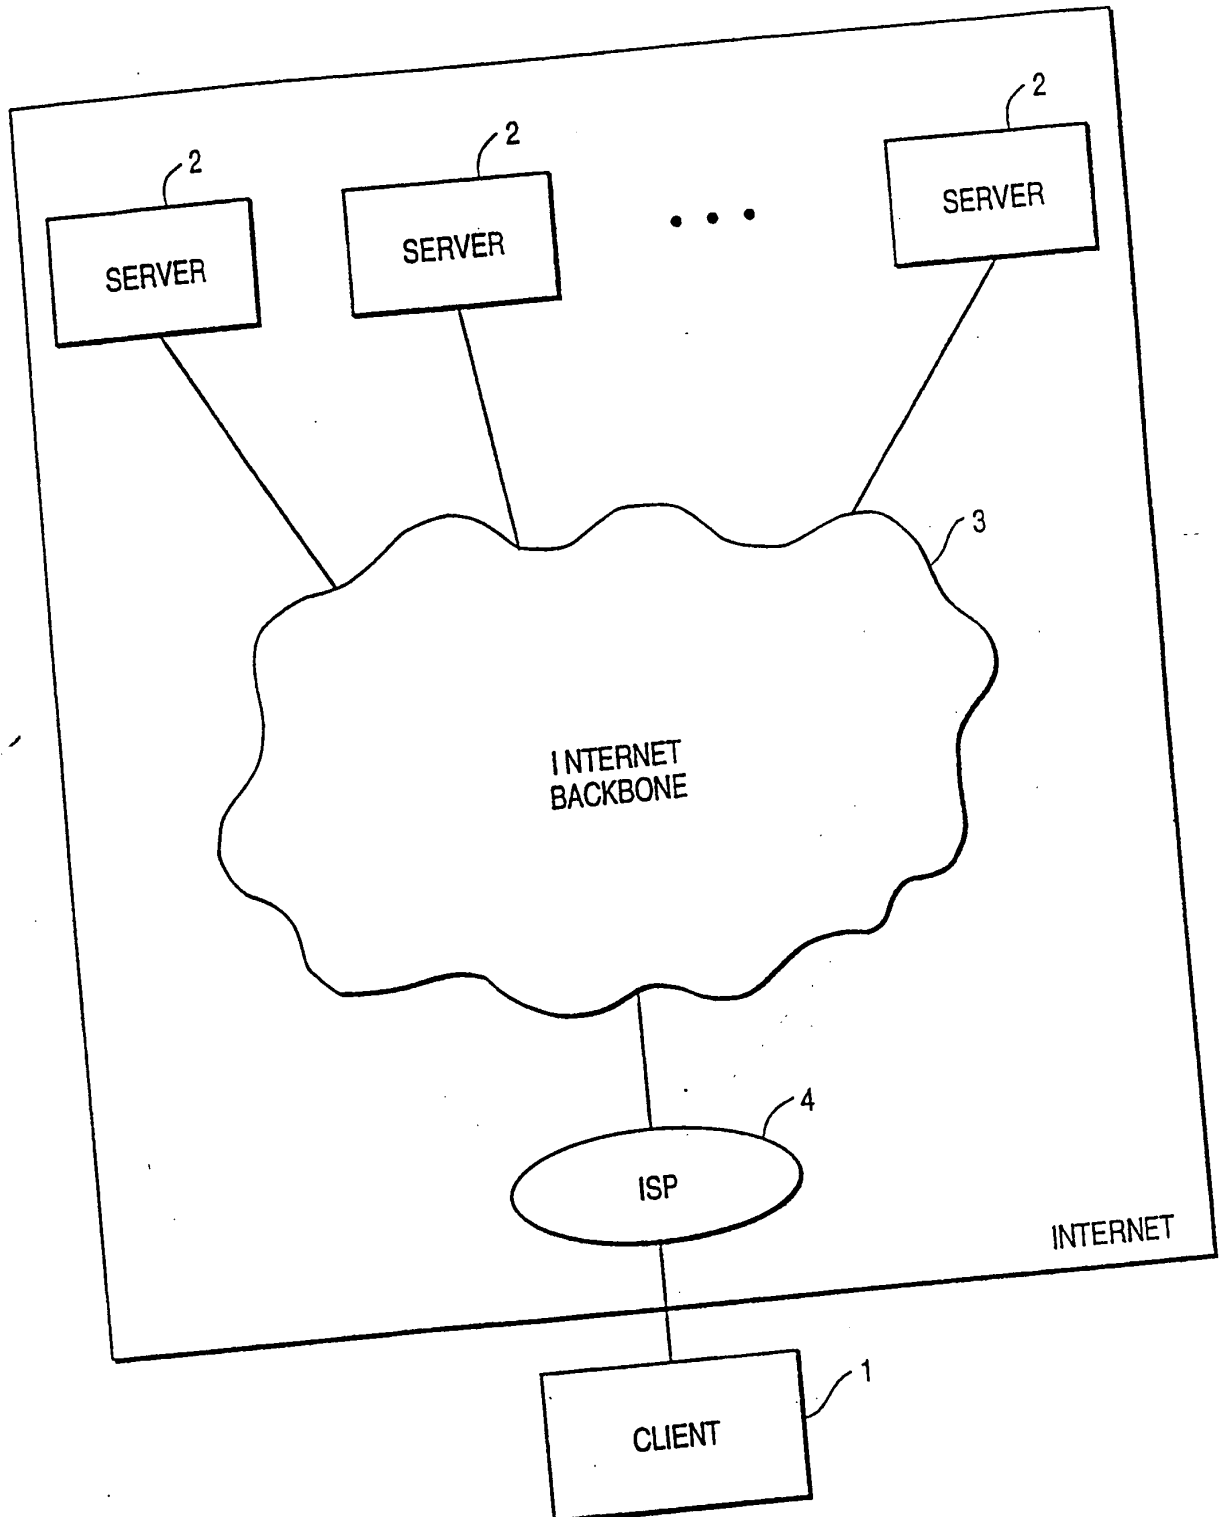 2
2
2
SERVER
SERVER
SERVER
3
INTERNET
BACKBONE
4
ISP
INTERNET
1
CLIENT